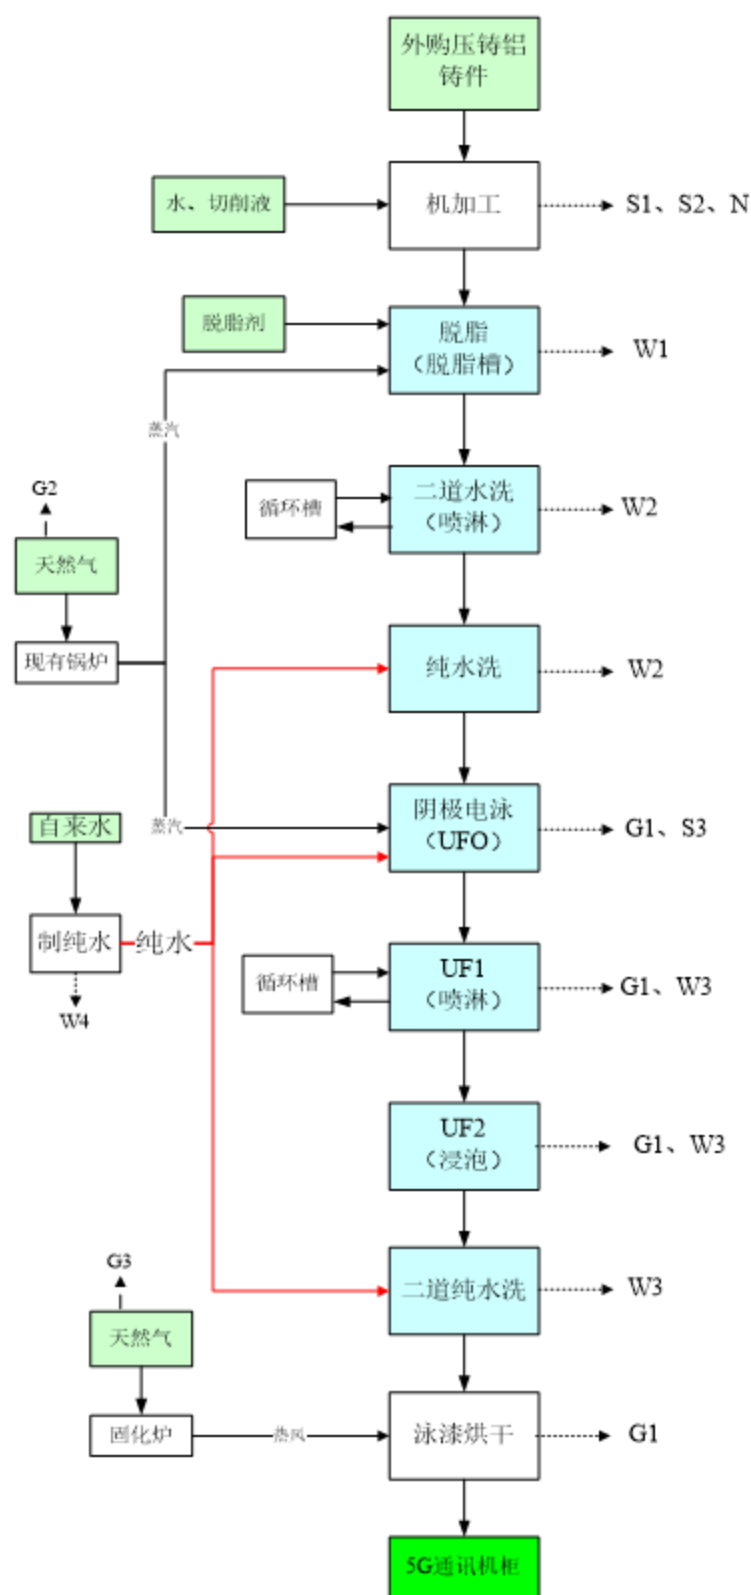 外购压铸铝
铸件
水、切削液
机加工
S1、S2、N
脱脂剂
脱脂
（脱脂槽）
W1
蒸汽
G2
天然气
现有锅炉
循环槽
二道水洗
（喷淋）
W2
纯水洗
W2
自来水
蒸汽
阴极电泳
（UFO）
G1、S3
制纯水
纯水
W4
循环槽
UF1
（喷淋）
G1、W3
UF2
（浸泡）
G1、W3
二道纯水洗
W3
G3
天然气
固化炉
热风
泳漆烘干
G1
5G通讯机柜